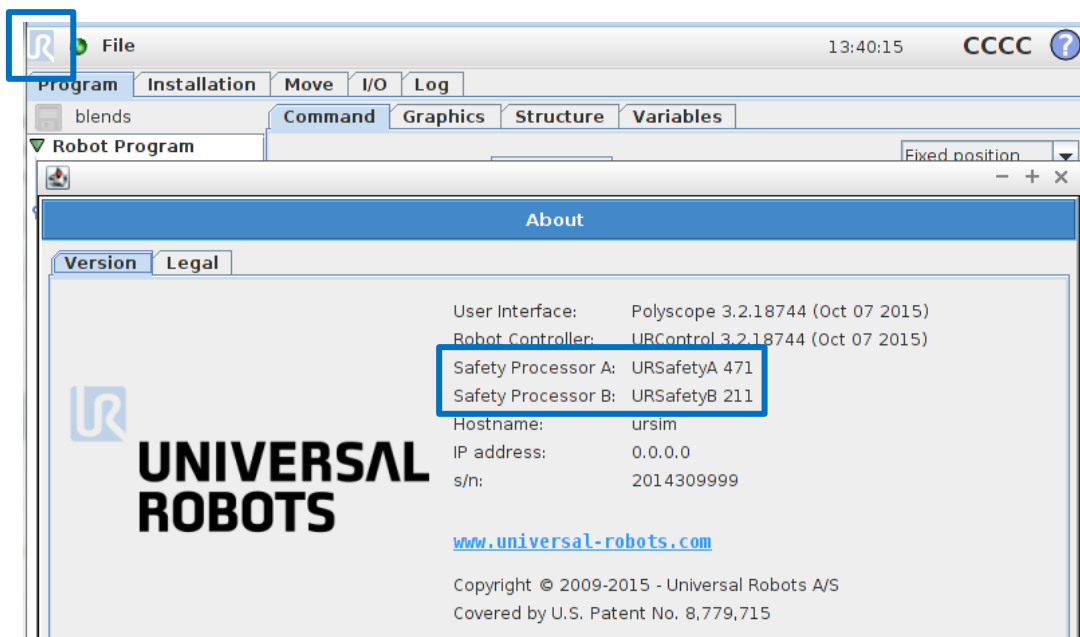 File 13:40:15 CCCC ?
Program Installation Move I/O Log
blends Command Graphics Structure Variables
Robot Program Fixed position
About
Version Legal
User Interface: Polyscope 3.2.18744 (Oct 07 2015)
Robot Controller: URControl 3.2.18744 (Oct 07 2015)
Safety Processor A: URSafetyA 471
Safety Processor B: URSafetyB 211
Hostname: ursim
IP address: 0.0.0.0
s/n: 2014309999
UR
UNIVERSAL
ROBOTS
www.universal-robots.com
Copyright © 2009-2015 - Universal Robots A/S
Covered by U.S. Patent No. 8,779,715